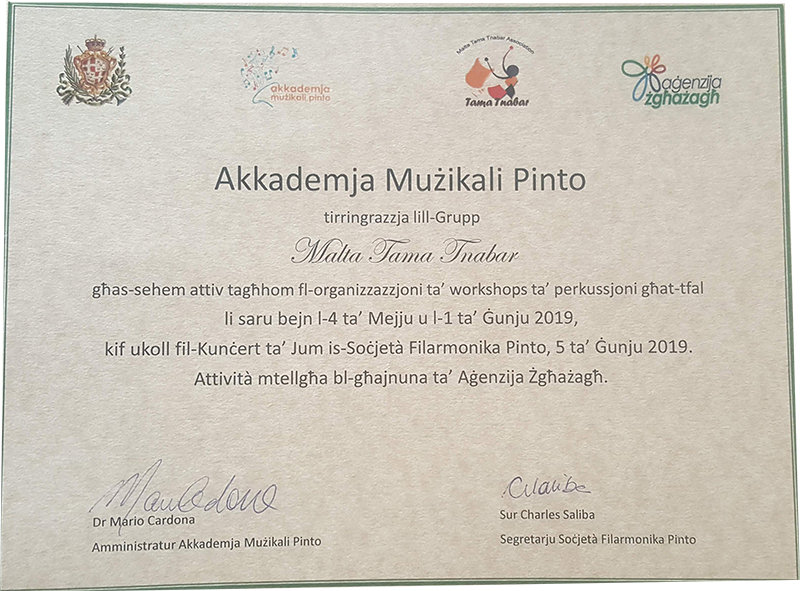 akkademja
mużikali pinto
Malta Tama Tnabar Association
Tama Tnabar
aġenzija
żgħażagħ
Akkademja Mużikali Pinto
tirringrazzja lill-Grupp
Malta Tama Tnabar
għas-sehem attiv tagħhom fl-organizzazzjoni ta’ workshops ta’ perkussjoni għat-tfal
li saru bejn l-4 ta’ Mejju u l-1 ta’ Ġunju 2019,
kif ukoll fil-Kunċert ta’ Jum is-Soċjetà Filarmonika Pinto, 5 ta’ Ġunju 2019.
Attività mtellgħa bl-għajnuna ta’ Aġenzija Żgħażagħ.
Dr Mario Cardona
Amministratur Akkademja Mużikali Pinto
Sur Charles Saliba
Segretarju Soċjetà Filarmonika Pinto